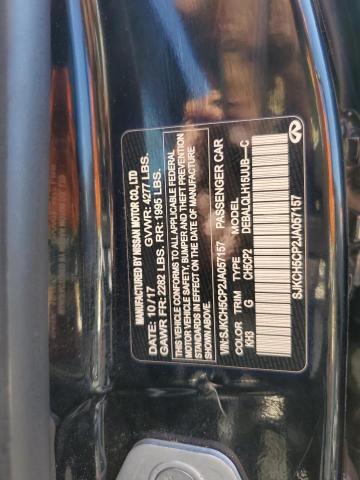 MANUFACTURED BY NISSAN MOTOR CO., LTD
10/17 GVWR: 4277 LBS.
GAWR FR: 2282 LBS. RR: 1995 LBS.
THIS VEHICLE CONFORMS TO ALL APPLICABLE FEDERAL
MOTOR VEHICLE SAFETY, BUMPER AND THEFT PREVENTION
STANDARDS IN EFFECT ON THE DATE OF MANUFACTURE
SHOWN ABOVE.
VIN:SJKCH5CP2JA057157 PASSENGER CAR
COLOR TRIM TYPE MODEL
KH3 G CH5CP2 DEBALQLH15UUB--C
SJKCH5CP2JA057157